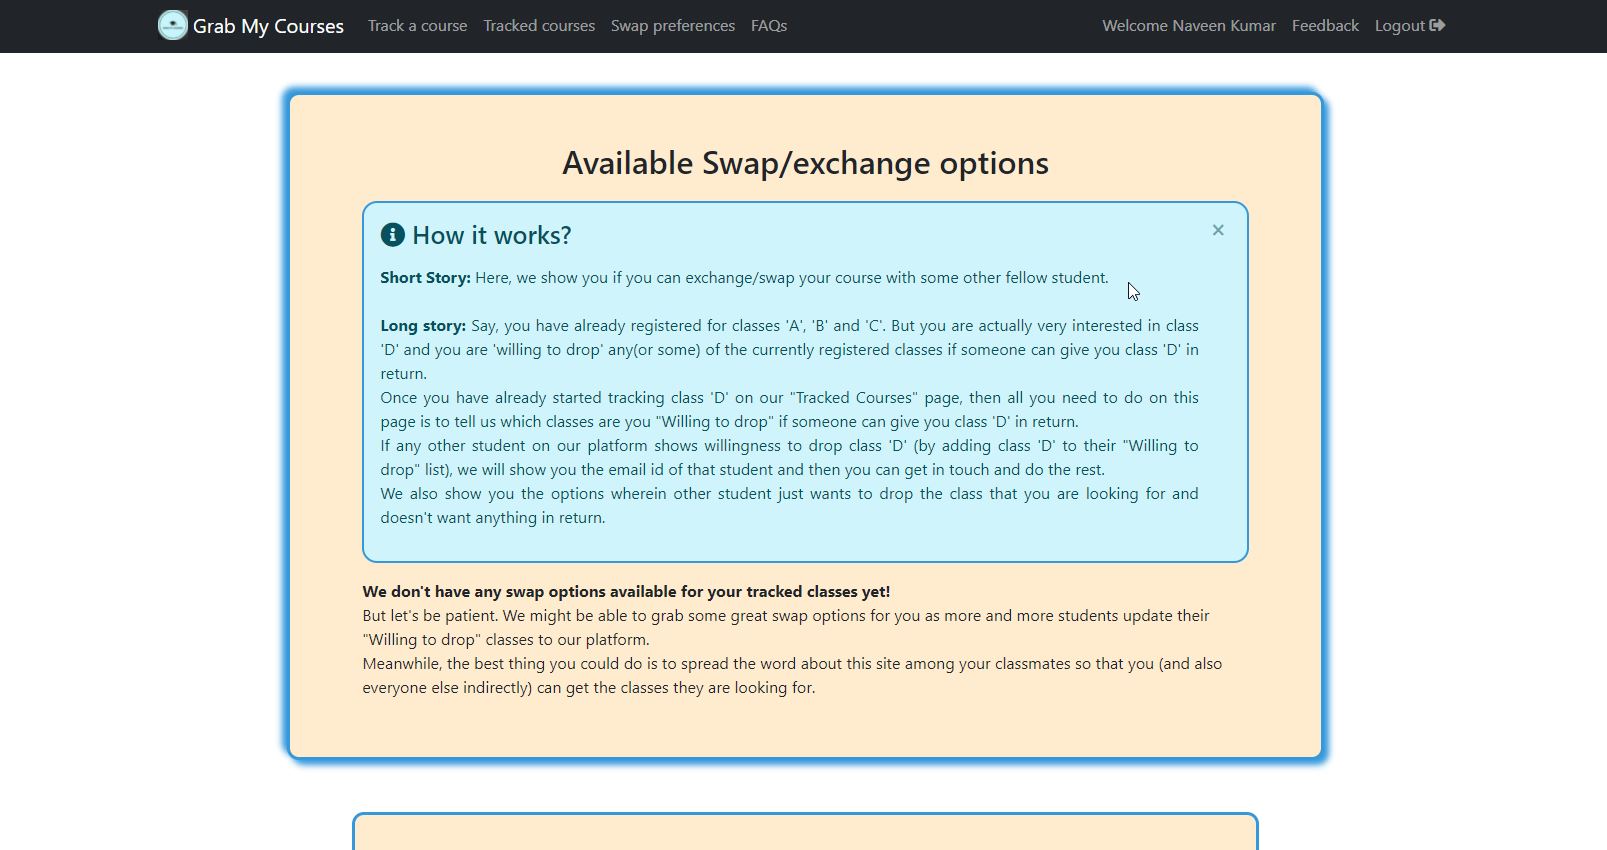 Grab My Courses Track a course Tracked courses Swap preferences FAQs Welcome Naveen Kumar Feedback Logout
Available Swap/exchange options
How it works? ×
Short Story: Here, we show you if you can exchange/swap your course with some other fellow student.
Long story: Say, you have already registered for classes 'A', 'B' and 'C'. But you are actually very interested in class
'D' and you are 'willing to drop' any(or some) of the currently registered classes if someone can give you class 'D' in
return.
Once you have already started tracking class 'D' on our "Tracked Courses" page, then all you need to do on this
page is to tell us which classes are you "Willing to drop" if someone can give you class 'D' in return.
If any other student on our platform shows willingness to drop class 'D' (by adding class 'D' to their "Willing to
drop" list), we will show you the email id of that student and then you can get in touch and do the rest.
We also show you the options wherein other student just wants to drop the class that you are looking for and
doesn't want anything in return.
We don't have any swap options available for your tracked classes yet!
But let's be patient. We might be able to grab some great swap options for you as more and more students update their
"Willing to drop" classes to our platform.
Meanwhile, the best thing you could do is to spread the word about this site among your classmates so that you (and also
everyone else indirectly) can get the classes they are looking for.